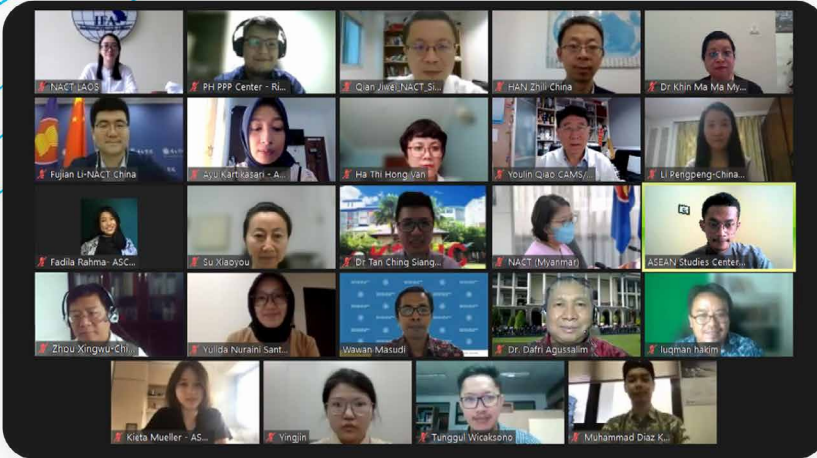 NACT LAOS
PH PPP Center - Ri...
Qian Jiwei, NACT_Si...
HAN Zhili China
Dr Khin Ma Ma My...
Fujian Li-NACT China
Ayu Kartikasari - A...
Ha Thi Hong Van
Youlin Qiao CAMS/...
Li Pengpeng-China...
Fadila Rahma- ASC...
Su Xiaoyou
Dr Tan Ching Siang...
NACT (Myanmar)
ASEAN Studies Center...
Zhou Xingwu-Chi...
Yulida Nuraini Sant...
Wawan Masudi
Dr. Dafri Agussalim
luqman hakim
Kieta Mueller - AS...
Yingjin
Tunggul Wicaksono
Muhammad Diaz K...